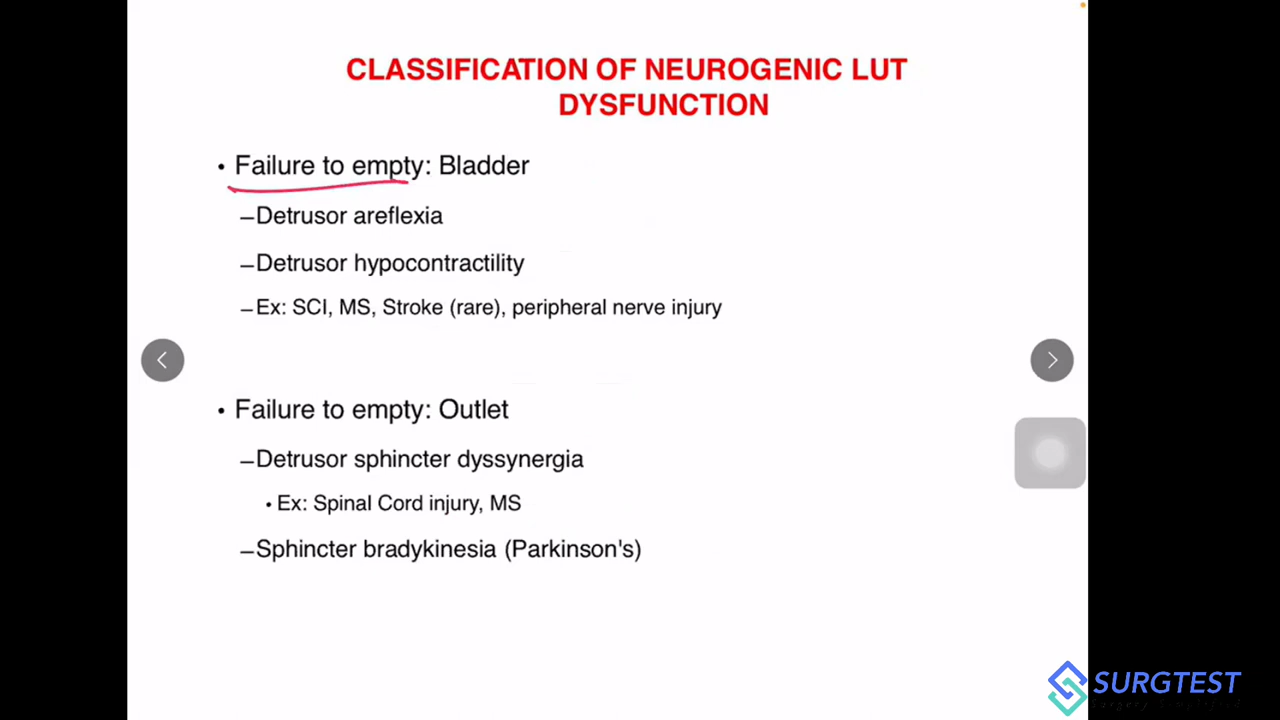 CLASSIFICATION OF NEUROGENIC LUT
DYSFUNCTION
• Failure to empty: Bladder
–Detrusor areflexia
–Detrusor hypocontractility
–Ex: SCI, MS, Stroke (rare), peripheral nerve injury
• Failure to empty: Outlet
–Detrusor sphincter dyssynergia
• Ex: Spinal Cord injury, MS
–Sphincter bradykinesia (Parkinson's)
SURGTEST